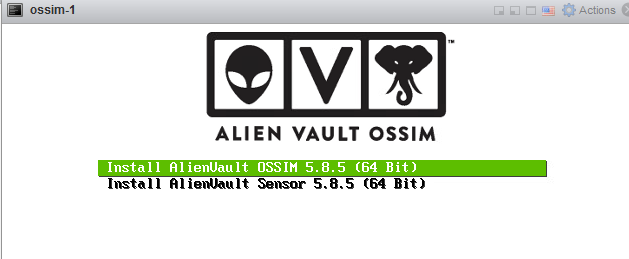 ossim-1
Actions
V
™
ALIEN VAULT OSSIM
Install AlienVault OSSIM 5.8.5 (64 Bit)
Install AlienVault Sensor 5.8.5 (64 Bit)